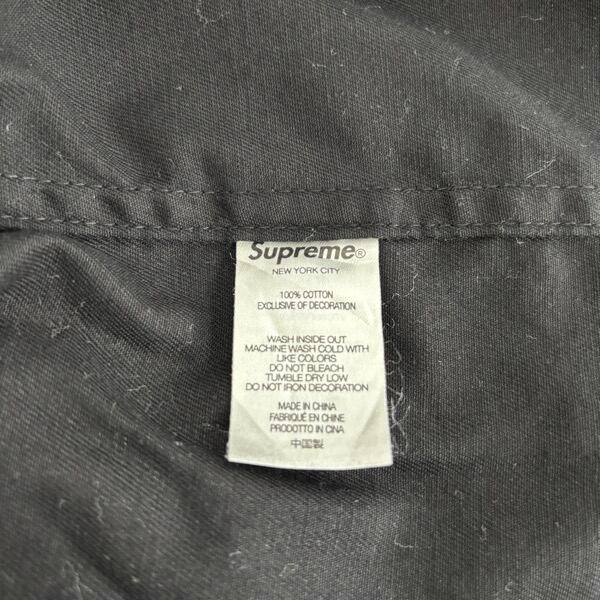 Supreme®
NEW YORK CITY
100% COTTON
EXCLUSIVE OF DECORATION
WASH INSIDE OUT
MACHINE WASH COLD WITH
LIKE COLORS
DO NOT BLEACH
TUMBLE DRY LOW
DO NOT IRON DECORATION
MADE IN CHINA
FABRIQUÉ EN CHINE
PRODOTTO IN CINA
中国製